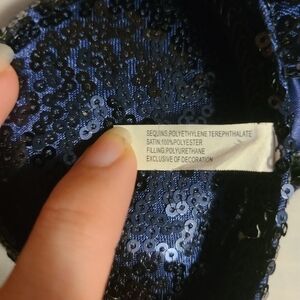 SEQUINS:POLYETHYLENE TEREPHTHALATE
SATIN:100%POLYESTER
FILLING:POLYURETHANE
EXCLUSIVE OF DECORATION